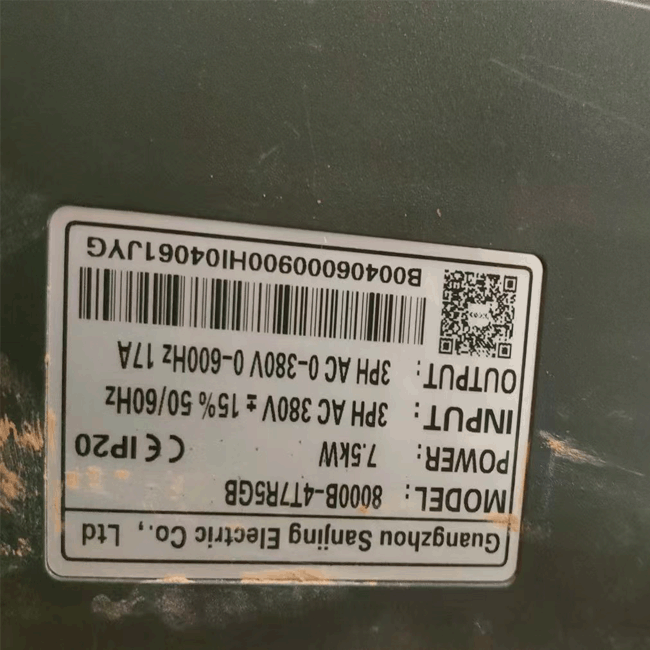 Guangzhou Sanjing Electric Co., Ltd
MODEL: 8000B-4T7R5GB
POWER: 7.5kW CE IP20
INPUT: 3PH AC 380V ± 15% 50/60Hz
OUTPUT: 3PH AC 0-380V 0-600Hz 17A
B00406000900HI04061JYG